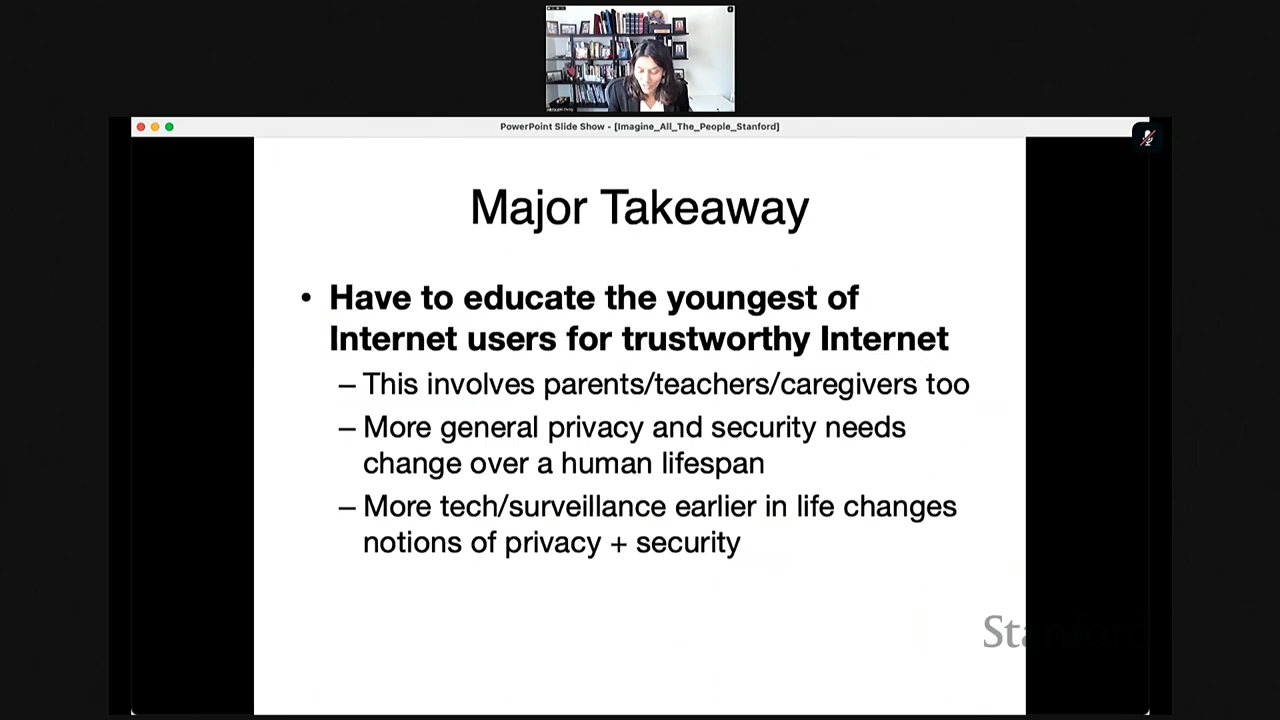 PowerPoint Slide Show - [Imagine_All_The_People_Stanford]
Major Takeaway
• Have to educate the youngest of
Internet users for trustworthy Internet
– This involves parents/teachers/caregivers too
– More general privacy and security needs
change over a human lifespan
– More tech/surveillance earlier in life changes
notions of privacy + security
Stanford